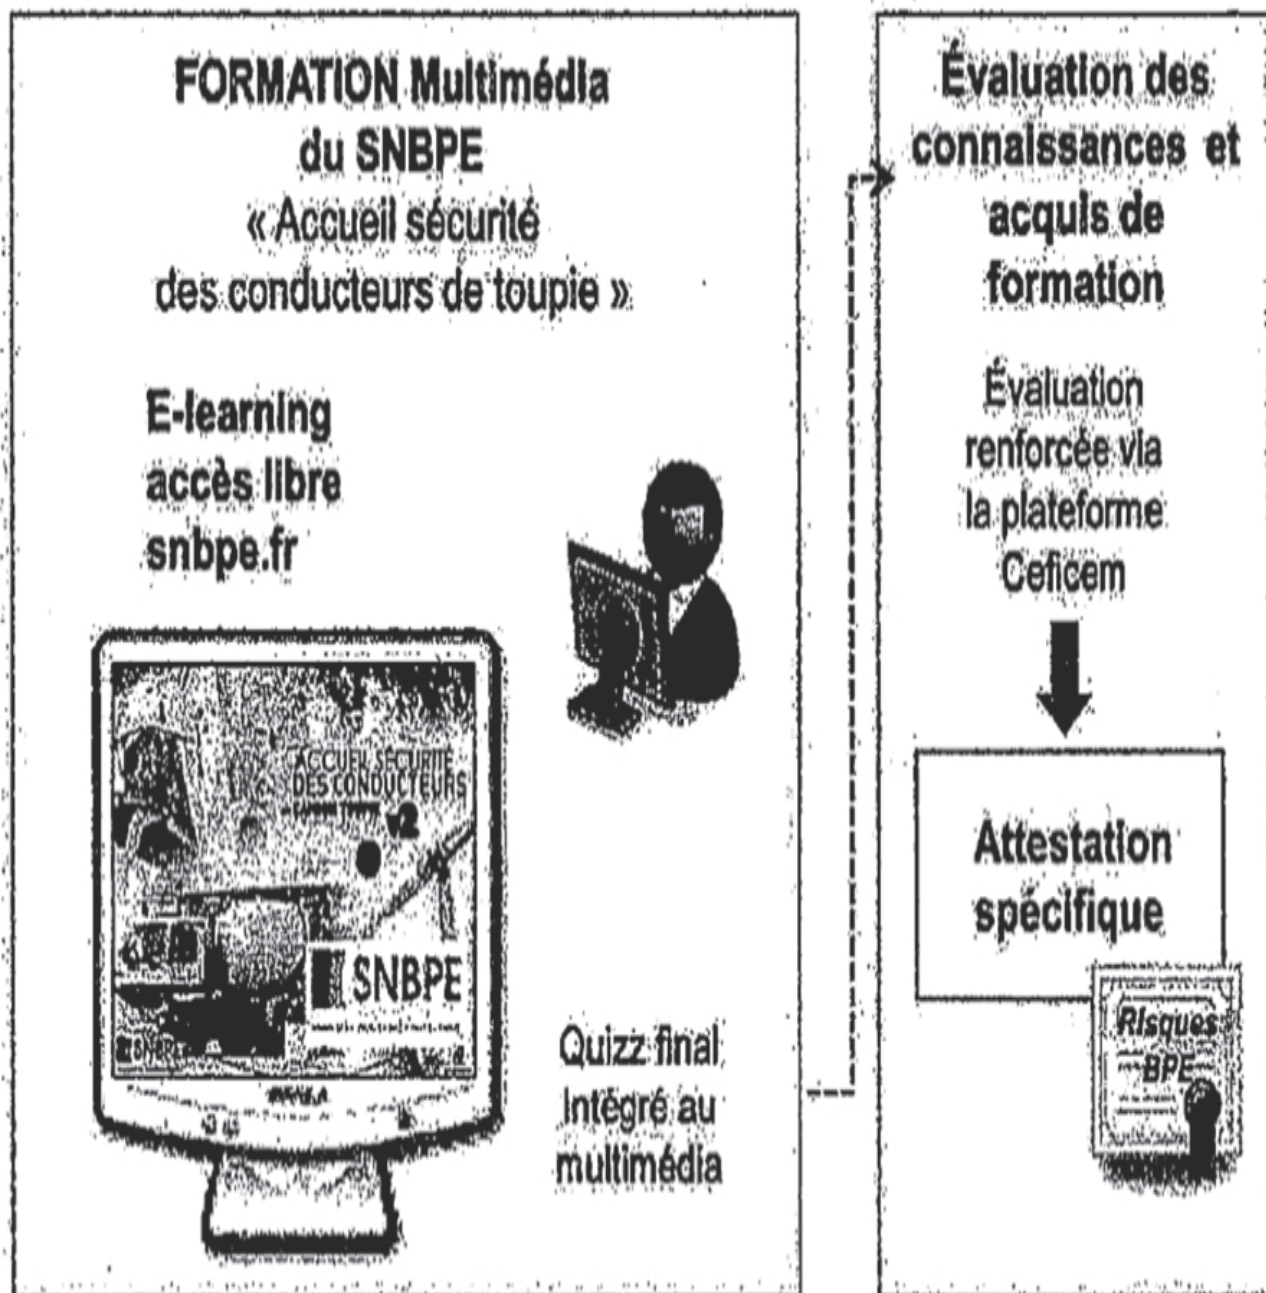 FORMATION Multimédia
du SNBPE
« Accueil sécurité
des conducteurs de toupie »
E-learning
accès libre
snbpe.fr
ACCUEIL SÉCURITÉ
DES CONDUCTEURS
v2
SNBPE
Quizz final
intégré au
multimédia
Évaluation des
connaissances et
acquis de
formation
Évaluation
renforcée via
la plateforme
Ceficem
Attestation
spécifique
Risques
BPE